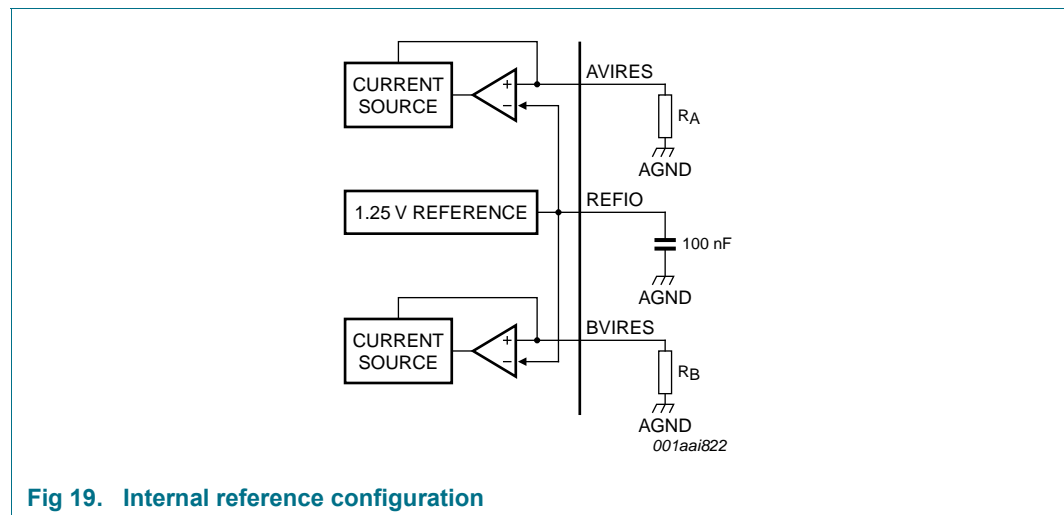 CURRENT
SOURCE
+
−
AVIRES
RA
AGND
1.25 V REFERENCE
REFIO
100 nF
AGND
CURRENT
SOURCE
+
−
BVIRES
RB
AGND
001aai822
Fig 19. Internal reference configuration